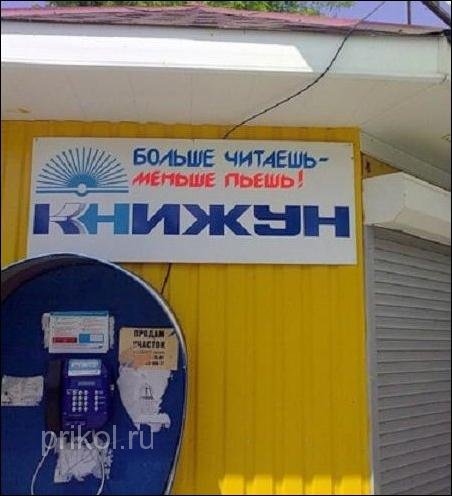 БОЛЬШЕ ЧИТАЕШЬ-
МЕНЬШЕ ПЬЕШЬ!
КНИЖУН
ПРОДАМ
УЧАСТОК
prikol.ru